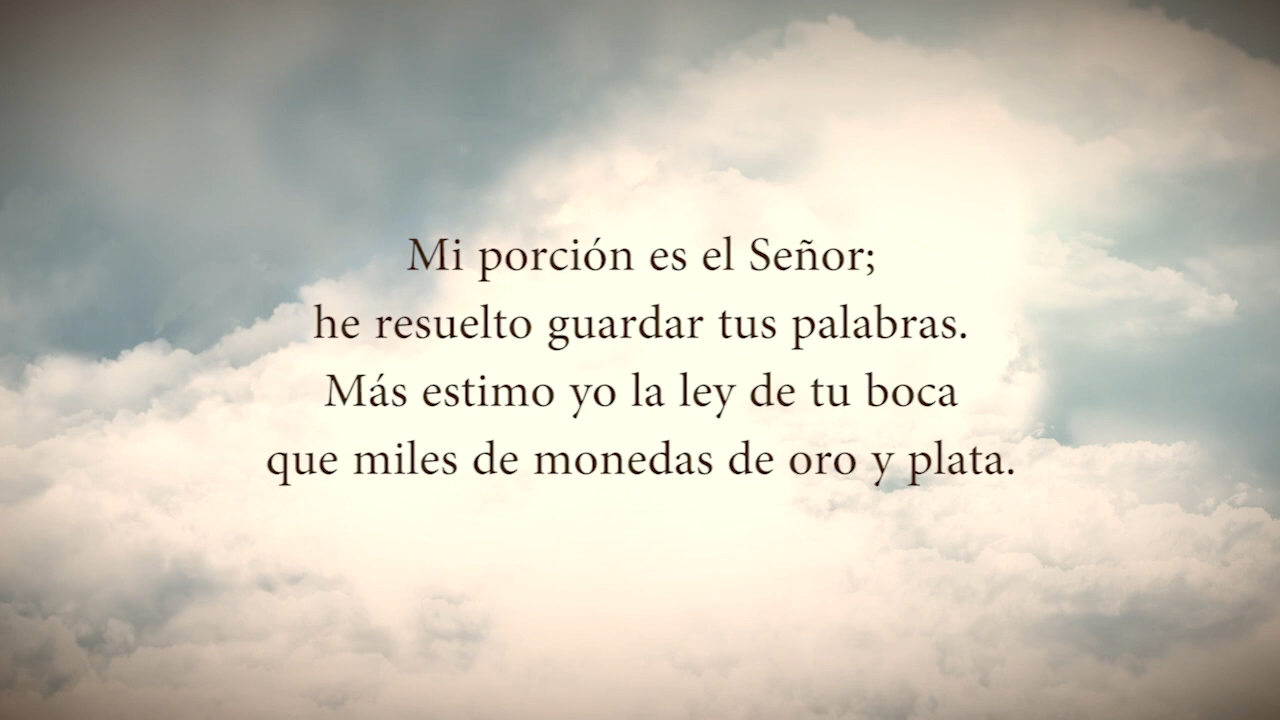 Mi porción es el Señor;
he resuelto guardar tus palabras.
Más estimo yo la ley de tu boca
que miles de monedas de oro y plata.